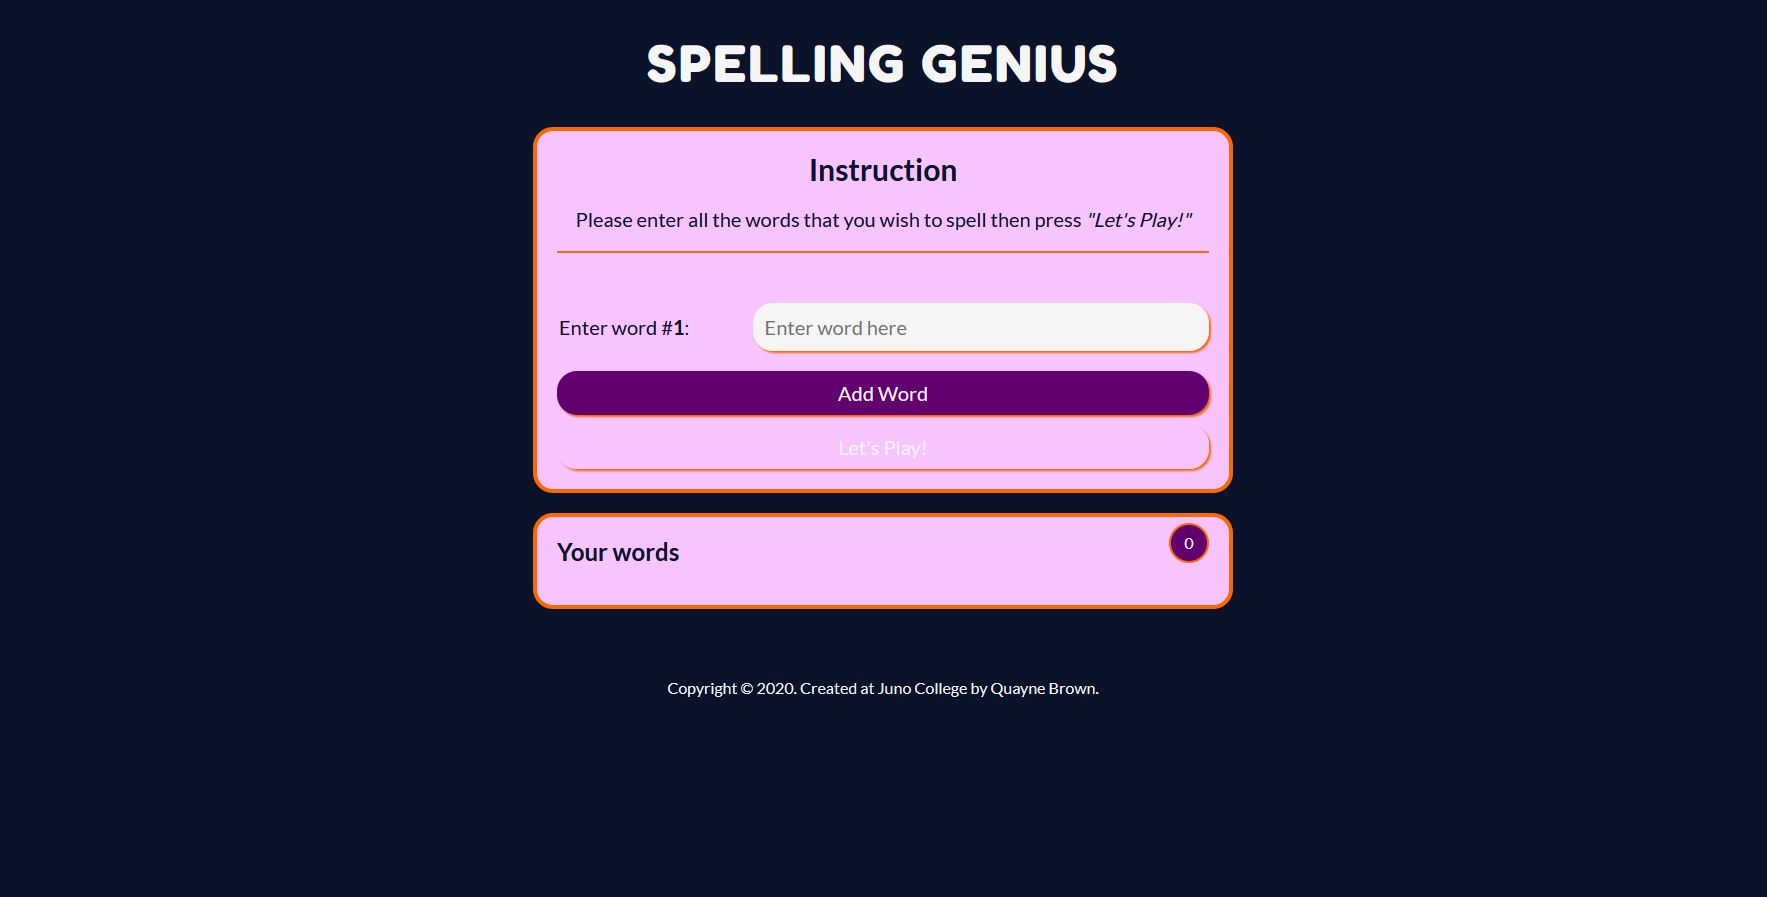 SPELLING GENIUS
Instruction
Please enter all the words that you wish to spell then press "Let's Play!"
Enter word #1:
Enter word here
Add Word
Let's Play!
Your words
0
Copyright © 2020. Created at Juno College by Quayne Brown.